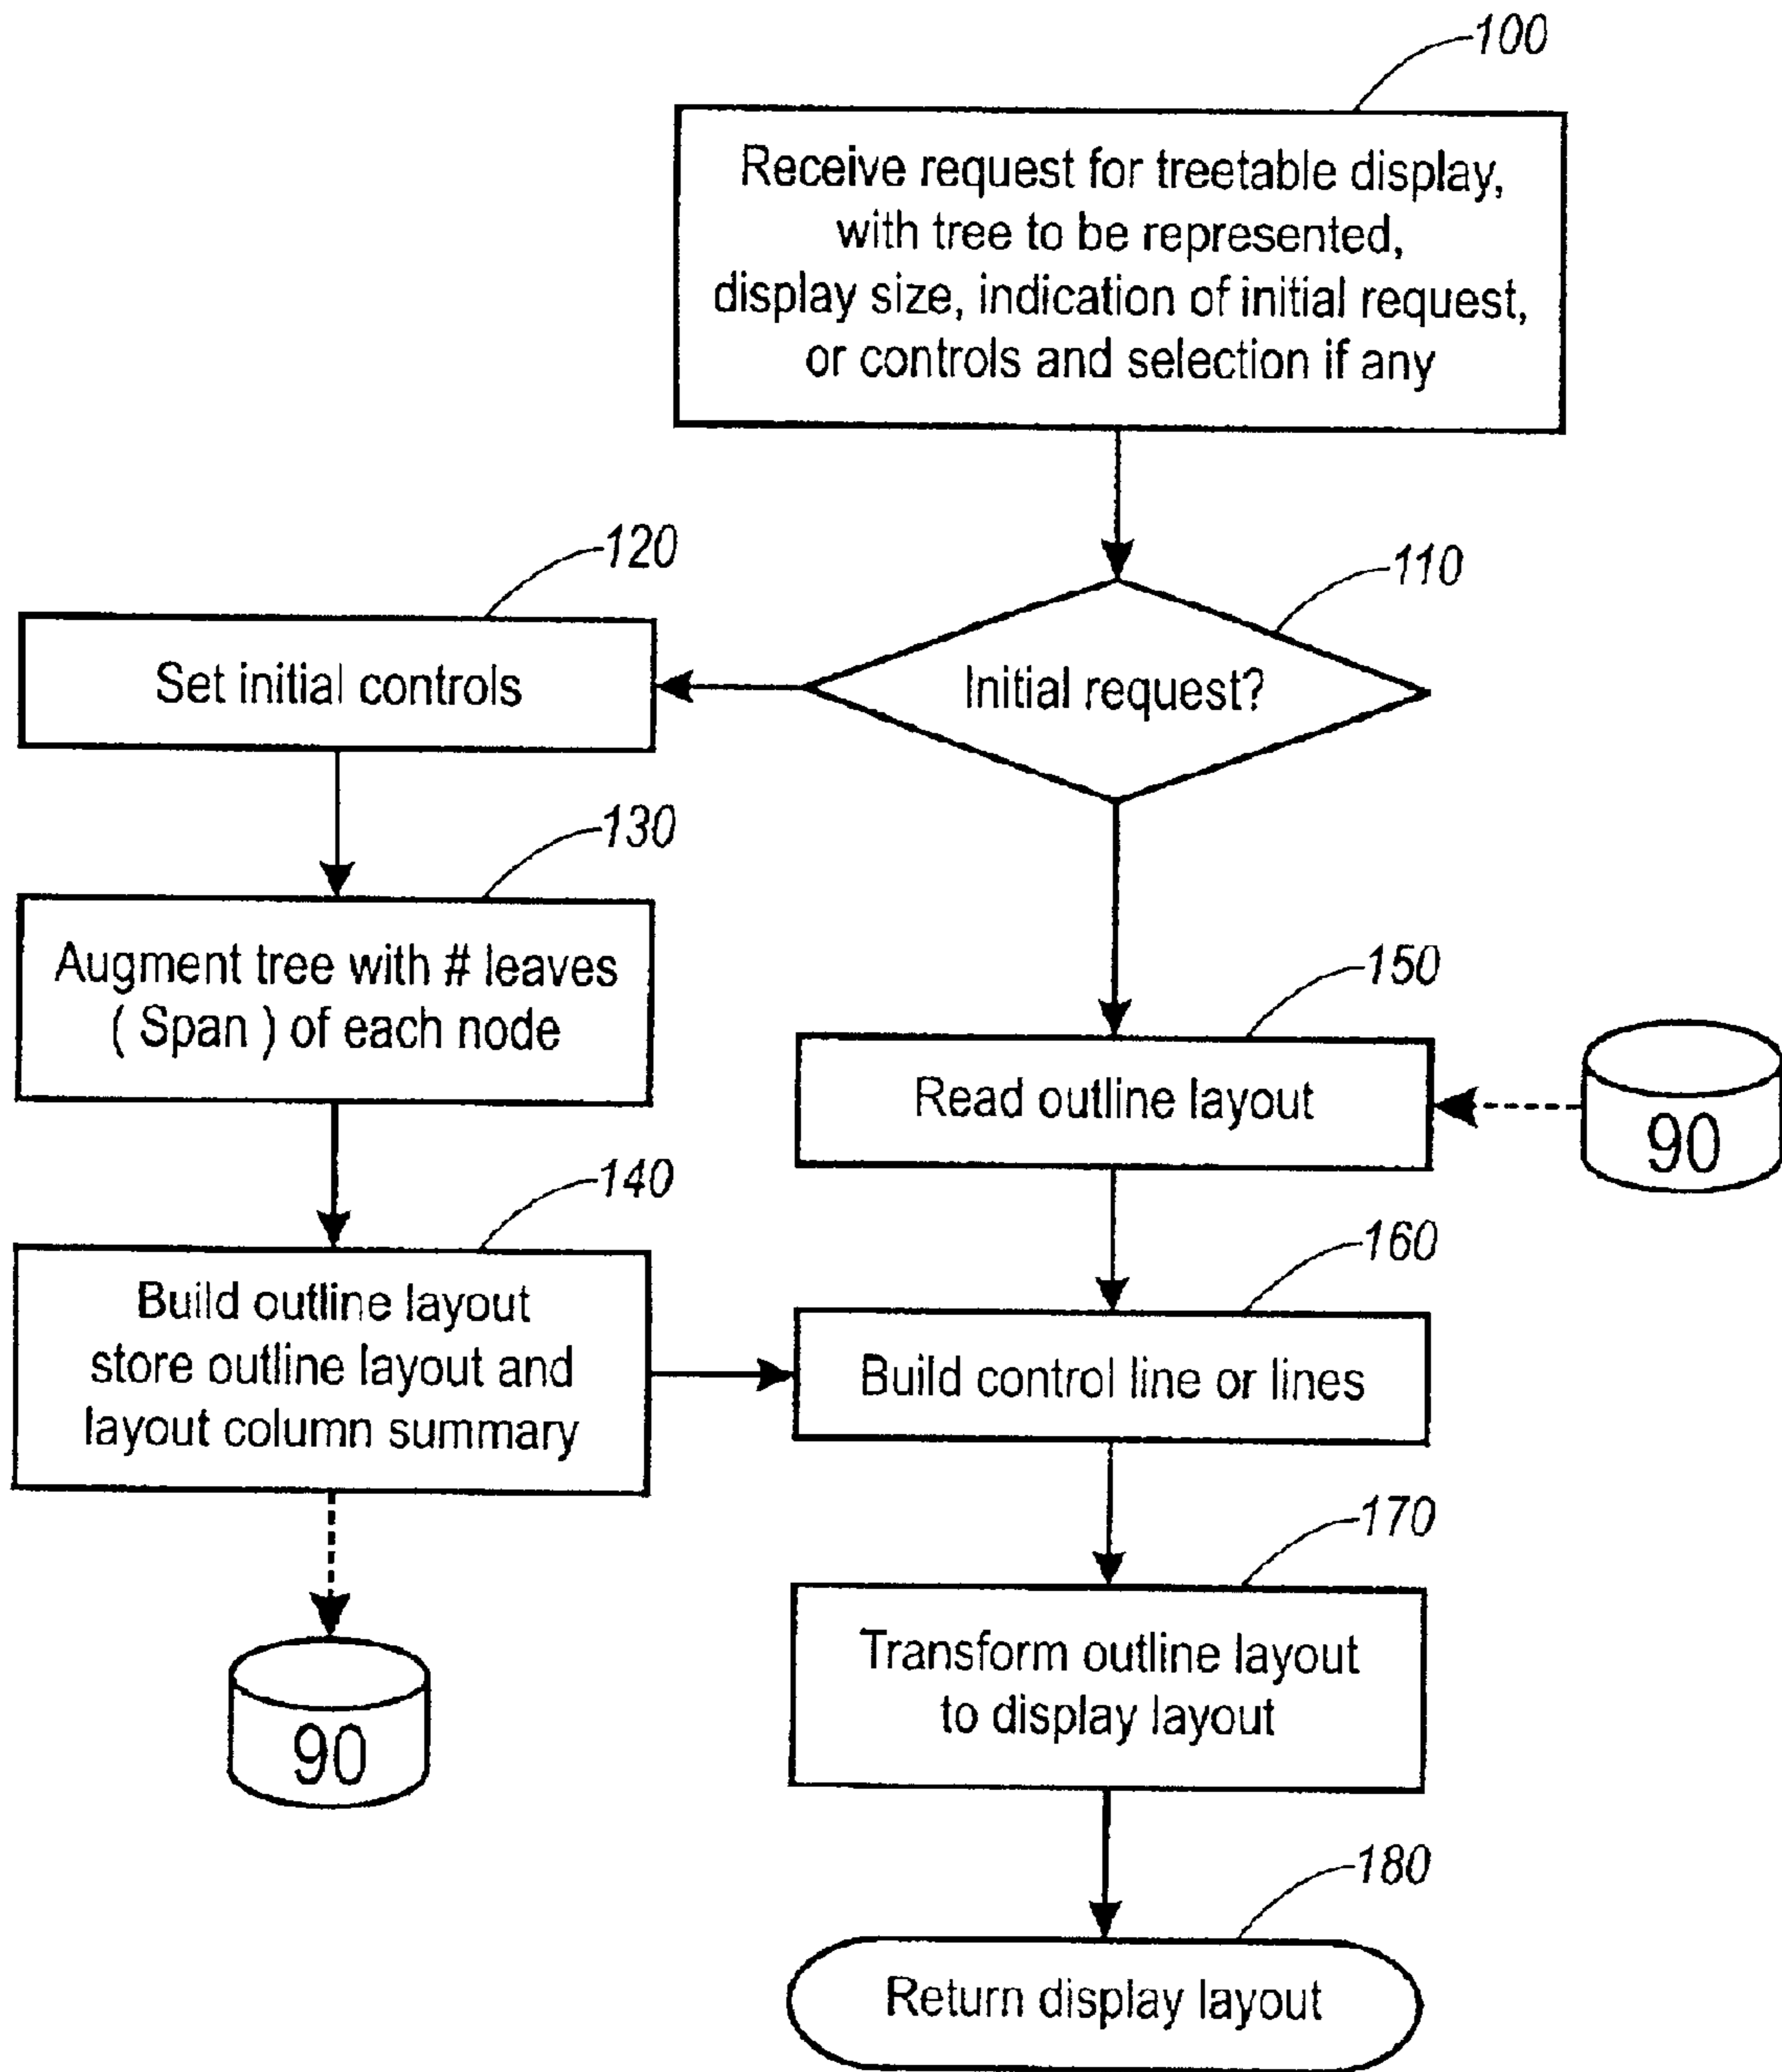 100
Receive request for treetable display,
with tree to be represented,
display size, indication of initial request,
or controls and selection if any
120
110
Set initial controls
Initial request?
130
Augment tree with # leaves
( Span ) of each node
150
Read outline layout
90
140
Build outline layout
store outline layout and
layout column summary
160
Build control line or lines
170
Transform outline layout
to display layout
90
180
Return display layout